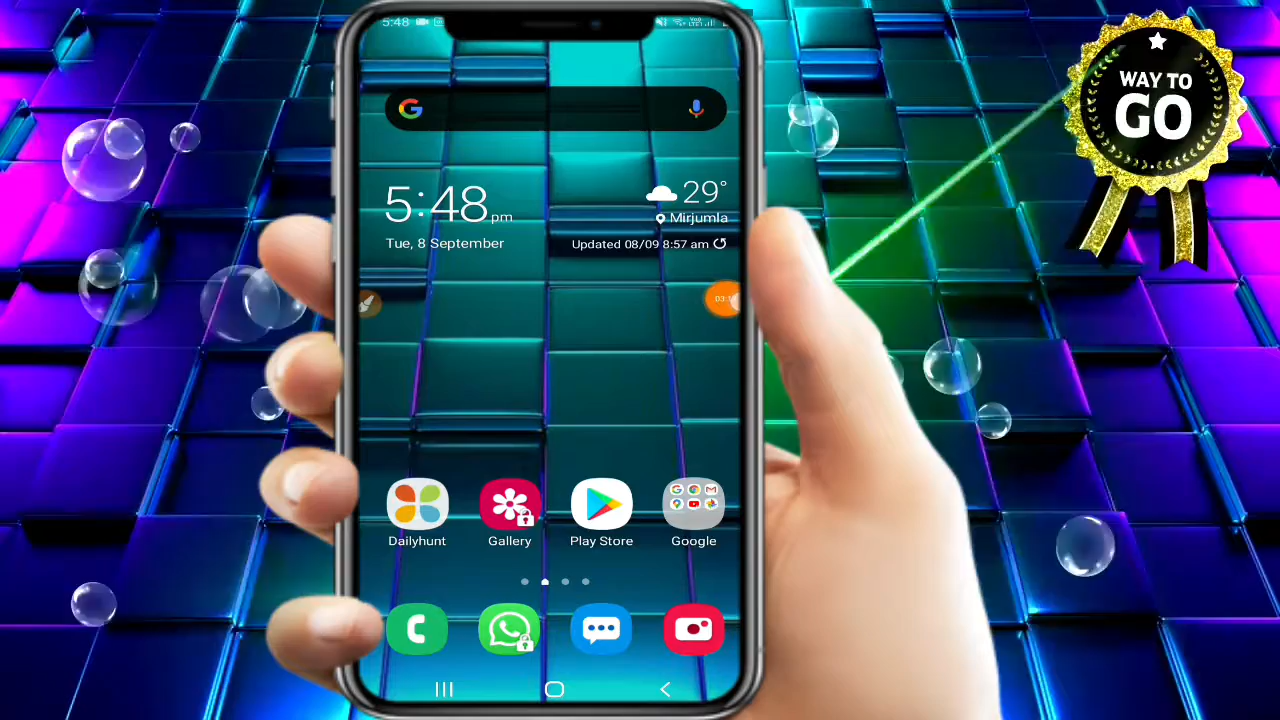 5:48
WAY TO
GO
5:48 pm
29°
Mirjumla
Tue, 8 September
Updated 08/09 8:57 am
Dailyhunt
Gallery
Play Store
Google